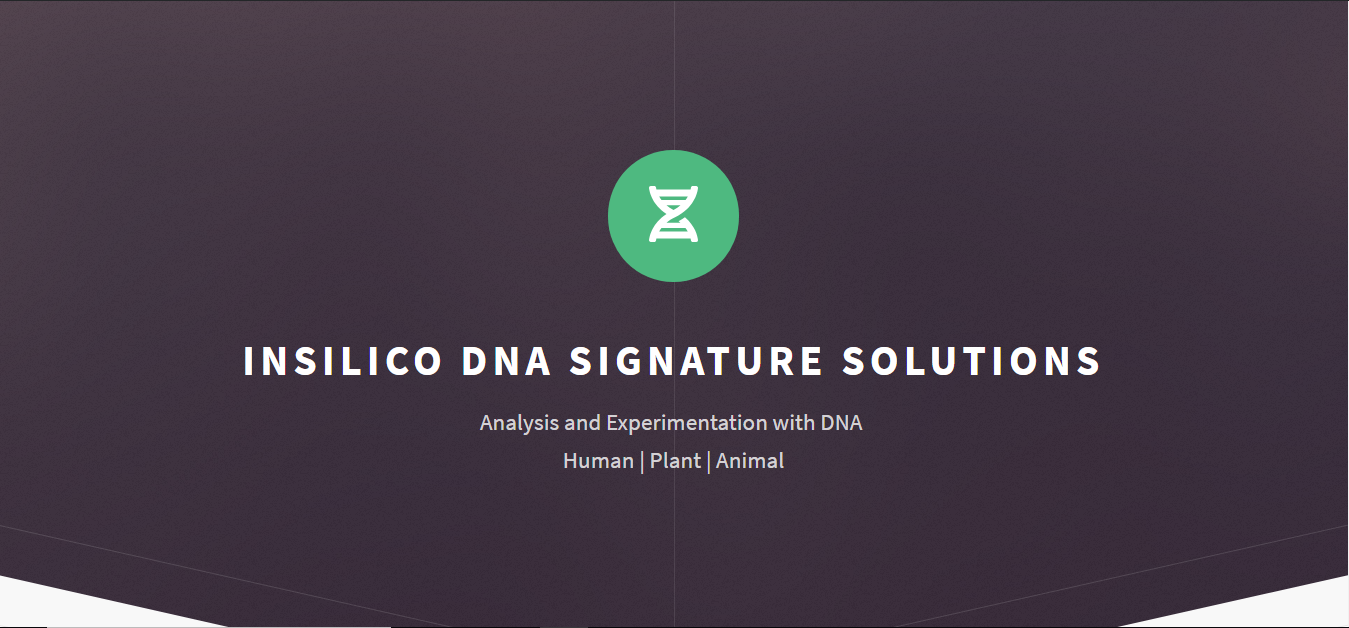 INSILICO DNA SIGNATURE SOLUTIONS
Analysis and Experimentation with DNA
Human | Plant | Animal